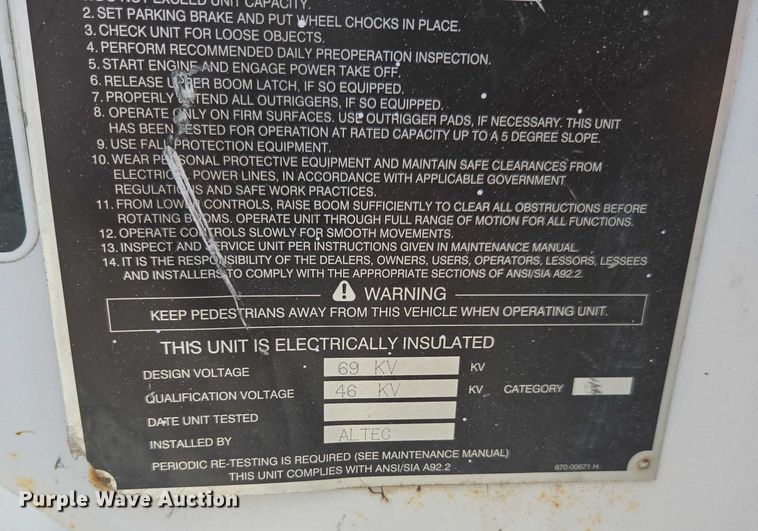 DO NOT EXCEED UNIT CAPACITY.
2. SET PARKING BRAKE AND PUT WHEEL CHOCKS IN PLACE.
3. CHECK UNIT FOR LOOSE OBJECTS.
4. PERFORM RECOMMENDED DAILY PREOPERATION INSPECTION.
5. START ENGINE AND ENGAGE POWER TAKE OFF.
6. RELEASE UPPER BOOM LATCH, IF SO EQUIPPED.
7. PROPERLY EXTEND ALL OUTRIGGERS, IF SO EQUIPPED.
8. OPERATE ONLY ON FIRM SURFACES. USE OUTRIGGER PADS, IF NECESSARY. THIS UNIT
HAS BEEN TESTED FOR OPERATION AT RATED CAPACITY UP TO A 5 DEGREE SLOPE.
9. USE FALL PROTECTION EQUIPMENT.
10. WEAR PERSONAL PROTECTIVE EQUIPMENT AND MAINTAIN SAFE CLEARANCES FROM
ELECTRIC POWER LINES, IN ACCORDANCE WITH APPLICABLE GOVERNMENT
REGULATIONS AND SAFE WORK PRACTICES.
11. FROM LOWER CONTROLS, RAISE BOOM SUFFICIENTLY TO CLEAR ALL OBSTRUCTIONS BEFORE
ROTATING BOOMS. OPERATE UNIT THROUGH FULL RANGE OF MOTION FOR ALL FUNCTIONS.
12. OPERATE CONTROLS SLOWLY FOR SMOOTH MOVEMENTS.
13. INSPECT AND SERVICE UNIT PER INSTRUCTIONS GIVEN IN MAINTENANCE MANUAL.
14. IT IS THE RESPONSIBILITY OF THE DEALERS, OWNERS, USERS, OPERATORS, LESSORS, LESSEES
AND INSTALLERS TO COMPLY WITH THE APPROPRIATE SECTIONS OF ANSI/SIA A92.2.
WARNING
KEEP PEDESTRIANS AWAY FROM THIS VEHICLE WHEN OPERATING UNIT.
THIS UNIT IS ELECTRICALLY INSULATED
DESIGN VOLTAGE 69 KV KV
QUALIFICATION VOLTAGE 46 KV KV CATEGORY
DATE UNIT TESTED
INSTALLED BY ALTEC
PERIODIC RE-TESTING IS REQUIRED (SEE MAINTENANCE MANUAL)
THIS UNIT COMPLIES WITH ANSI/SIA A92.2 670-00671-H
Purple Wave Auction